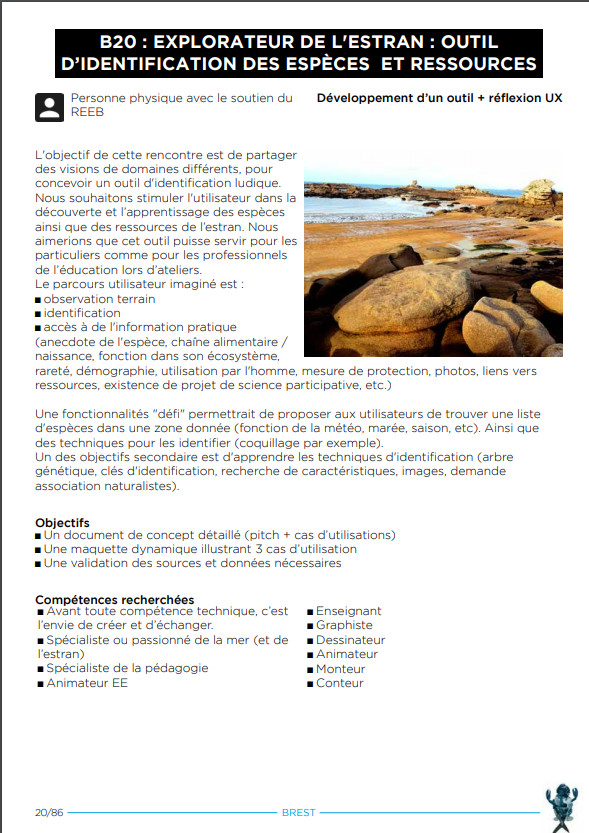 B20 : EXPLORATEUR DE L'ESTRAN : OUTIL
D’IDENTIFICATION DES ESPÈCES ET RESSOURCES
Personne physique avec le soutien du
REEB
Développement d’un outil + réflexion UX
L'objectif de cette rencontre est de partager
des visions de domaines différents, pour
concevoir un outil d'identification ludique.
Nous souhaitons stimuler l'utilisateur dans la
découverte et l’apprentissage des espèces
ainsi que des ressources de l’estran. Nous
aimerions que cet outil puisse servir pour les
particuliers comme pour les professionnels
de l’éducation lors d’ateliers.
Le parcours utilisateur imaginé est :
■ observation terrain
■ identification
■ accès à de l'information pratique
(anecdote de l'espèce, chaîne alimentaire /
naissance, fonction dans son écosystème,
rareté, démographie, utilisation par l'homme, mesure de protection, photos, liens vers
ressources, existence de projet de science participative, etc.)
Une fonctionnalités "défi" permetrait de proposer aux utilisateurs de trouver une liste
d'espèces dans une zone donnée (fonction de la météo, marée, saison, etc). Ainsi que
des techniques pour les identifier (coquillage par exemple).
Un des objectifs secondaire est d'apprendre les techniques d'identification (arbre
génétique, clés d'identification, recherche de caractéristiques, images, demande
association naturalistes).
Objectifs
■ Un document de concept détaillé (pitch + cas d’utilisations)
■ Une maquette dynamique illustrant 3 cas d’utilisation
■ Une validation des sources et données nécessaires
Compétences recherchées
■ Avant toute compétence technique, c’est
l’envie de créer et d’échanger.
■ Spécialiste ou passionné de la mer (et de
l’estran)
■ Spécialiste de la pédagogie
■ Animateur EE
■ Enseignant
■ Graphiste
■ Dessinateur
■ Animateur
■ Monteur
■ Conteur
20/86
BREST